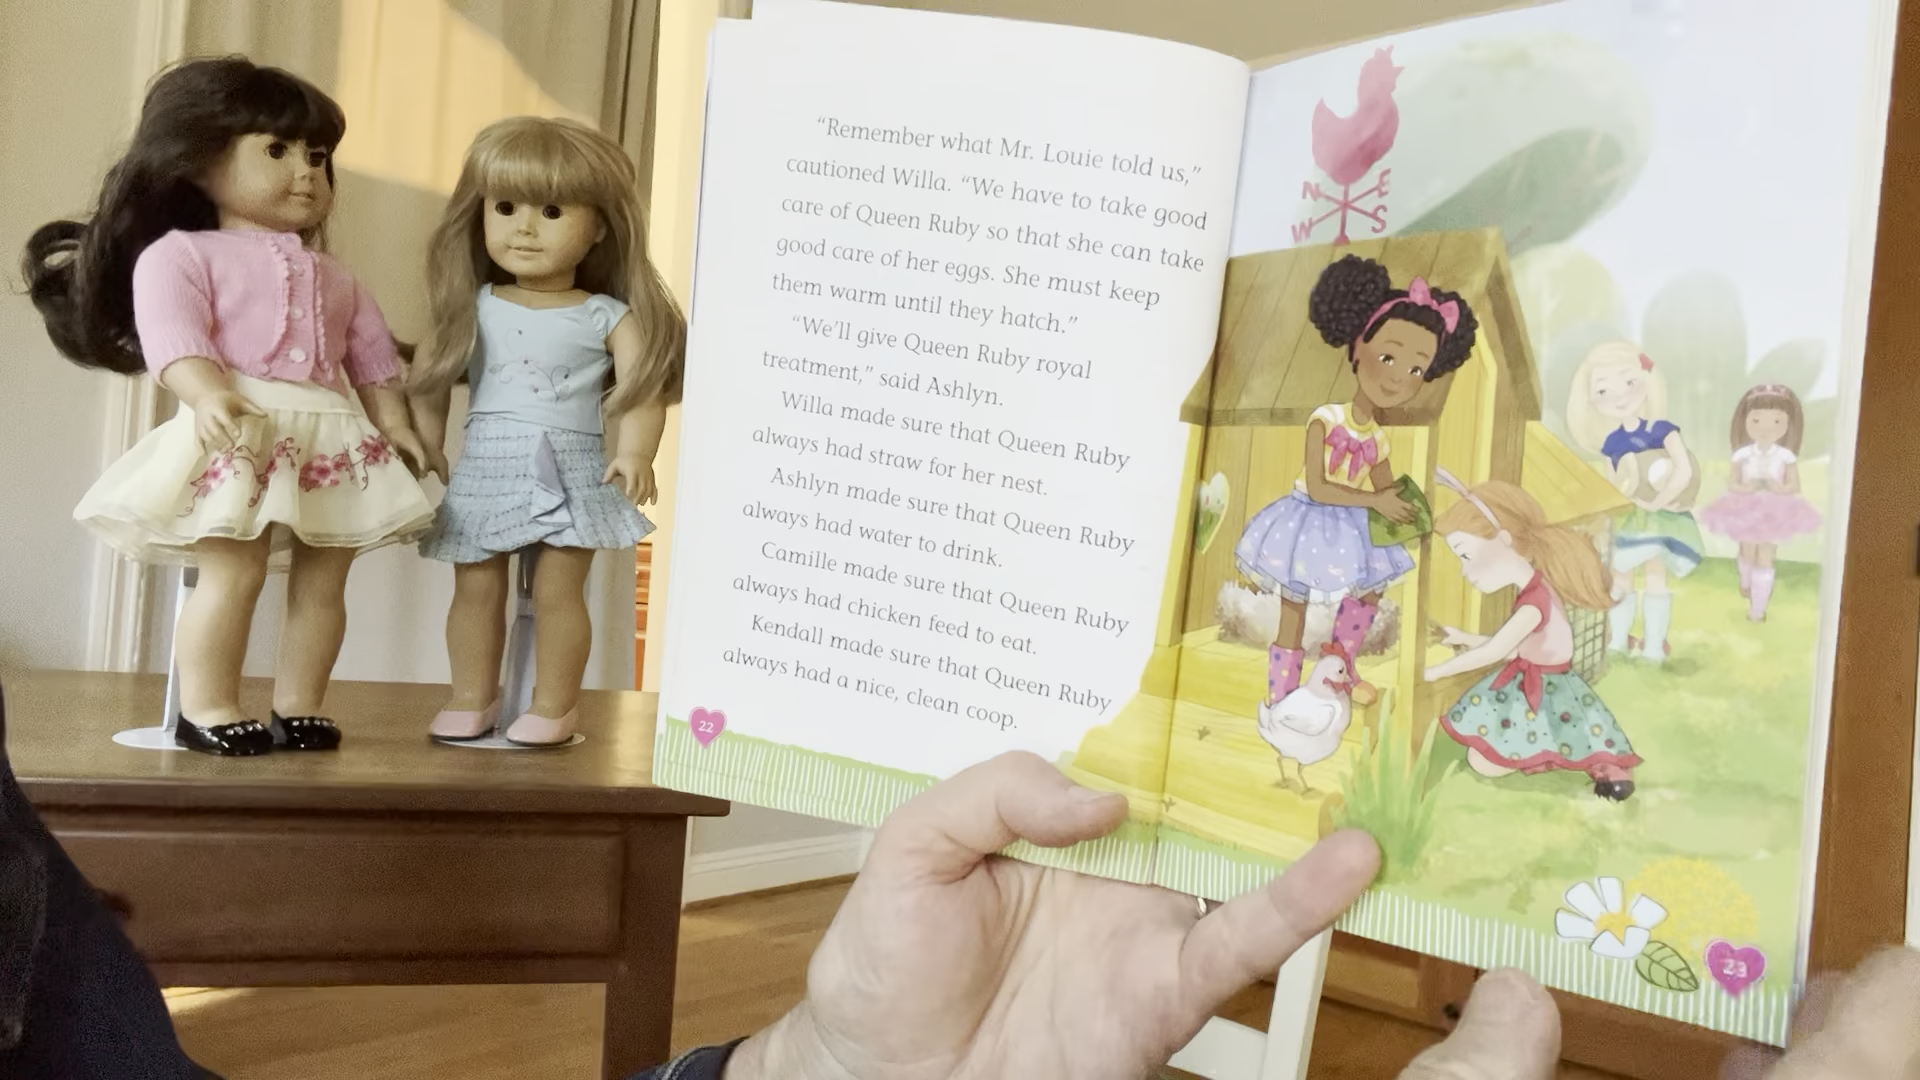 “Remember what Mr. Louie told us,”
cautioned Willa. “We have to take good
care of Queen Ruby so that she can take
good care of her eggs. She must keep
them warm until they hatch.”
“We’ll give Queen Ruby royal
treatment,” said Ashlyn.
Willa made sure that Queen Ruby
always had straw for her nest.
Ashlyn made sure that Queen Ruby
always had water to drink.
Camille made sure that Queen Ruby
always had chicken feed to eat.
Kendall made sure that Queen Ruby
always had a nice, clean coop.
22
N E
W S
23